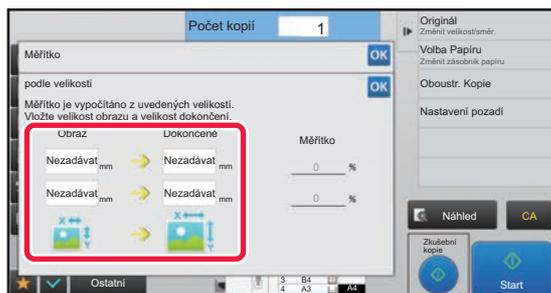 Počet kopií 1
Měřítko OK
podle velikosti OK
Měřítko je vypočítáno z uvedených velikostí.
Vložte velikost obrazu a velikost dokončení.
Obraz Dokončené Měřítko
Nezadávat mm Nezadávat mm 0 %
Nezadávat mm Nezadávat mm 0 %
X X
Y Y
Ostatní
3 B4
4 A3 A4
Originál
Změnit velikost/směr.
Volba Papíru
Změnit zásobník papíru
Oboustr. Kopie
Nastavení pozadí
Náhled CA
Zkušební
kopie
Start